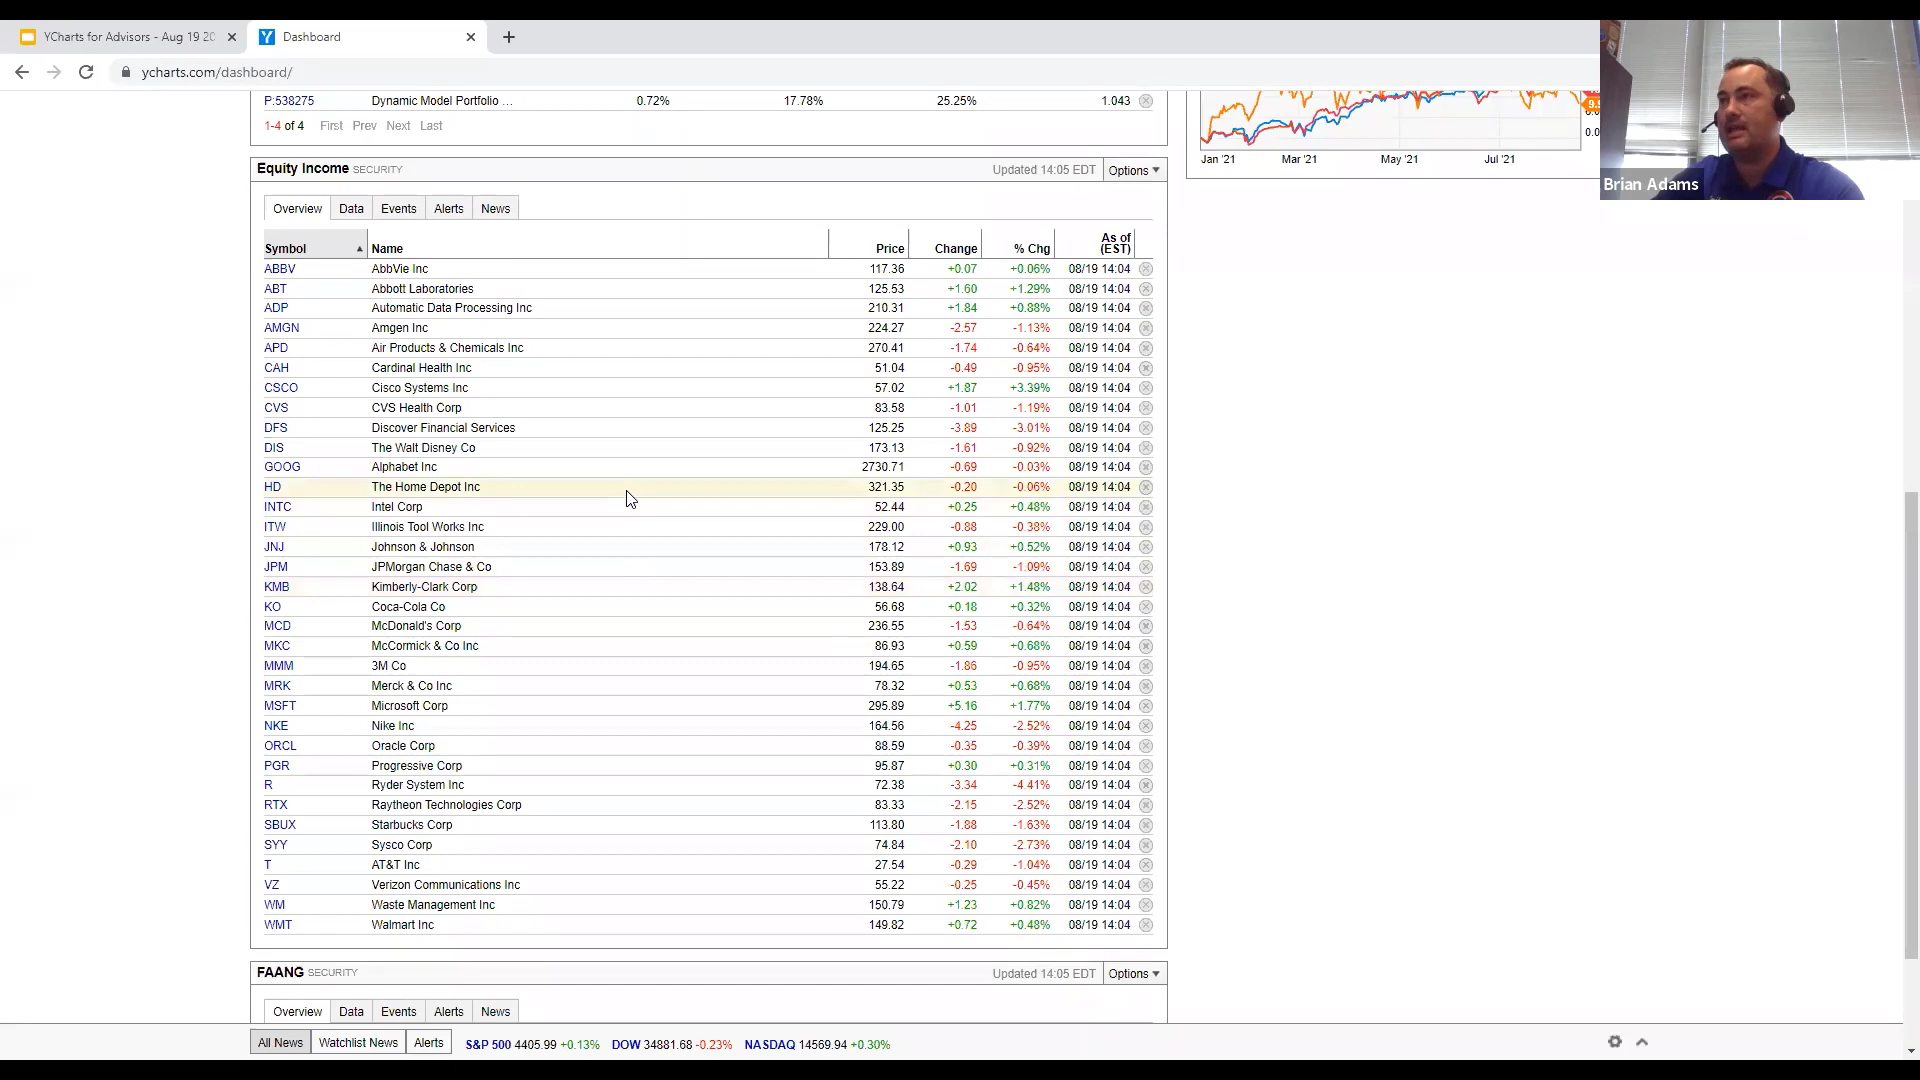 YCharts for Advisors - Aug 19 20
Dashboard
ycharts.com/dashboard/
P:538275 Dynamic Model Portfolio ... 0.72% 17.78% 25.25% 1.043
1-4 of 4 First Prev Next Last
Jan '21 Mar '21 May '21 Jul '21
Brian Adams
Equity Income SECURITY Updated 14:05 EDT Options
Overview Data Events Alerts News
Symbol Name Price Change % Chg As of (EST)
ABBV AbbVie Inc 117.36 +0.07 +0.06% 08/19 14:04
ABT Abbott Laboratories 125.53 +1.60 +1.29% 08/19 14:04
ADP Automatic Data Processing Inc 210.31 +1.84 +0.88% 08/19 14:04
AMGN Amgen Inc 224.27 -2.57 -1.13% 08/19 14:04
APD Air Products & Chemicals Inc 270.41 -1.74 -0.64% 08/19 14:04
CAH Cardinal Health Inc 51.04 -0.49 -0.95% 08/19 14:04
CSCO Cisco Systems Inc 57.02 +1.87 +3.39% 08/19 14:04
CVS CVS Health Corp 83.58 -1.01 -1.19% 08/19 14:04
DFS Discover Financial Services 125.25 -3.89 -3.01% 08/19 14:04
DIS The Walt Disney Co 173.13 -1.61 -0.92% 08/19 14:04
GOOG Alphabet Inc 2730.71 -0.69 -0.03% 08/19 14:04
HD The Home Depot Inc 321.35 -0.20 -0.06% 08/19 14:04
INTC Intel Corp 52.44 +0.25 +0.48% 08/19 14:04
ITW Illinois Tool Works Inc 229.00 -0.88 -0.38% 08/19 14:04
JNJ Johnson & Johnson 178.12 +0.93 +0.52% 08/19 14:04
JPM JPMorgan Chase & Co 153.89 -1.69 -1.09% 08/19 14:04
KMB Kimberly-Clark Corp 138.64 +2.02 +1.48% 08/19 14:04
KO Coca-Cola Co 56.68 +0.18 +0.32% 08/19 14:04
MCD McDonald's Corp 236.55 -1.53 -0.64% 08/19 14:04
MKC McCormick & Co Inc 86.93 +0.59 +0.68% 08/19 14:04
MMM 3M Co 194.65 -1.86 -0.95% 08/19 14:04
MRK Merck & Co Inc 78.32 +0.53 +0.68% 08/19 14:04
MSFT Microsoft Corp 295.89 +5.16 +1.77% 08/19 14:04
NKE Nike Inc 164.56 -4.25 -2.52% 08/19 14:04
ORCL Oracle Corp 88.59 -0.35 -0.39% 08/19 14:04
PGR Progressive Corp 95.87 +0.30 +0.31% 08/19 14:04
R Ryder System Inc 72.38 -3.34 -4.41% 08/19 14:04
RTX Raytheon Technologies Corp 83.33 -2.15 -2.52% 08/19 14:04
SBUX Starbucks Corp 113.80 -1.88 -1.63% 08/19 14:04
SYY Sysco Corp 74.84 -2.10 -2.73% 08/19 14:04
T AT&T Inc 27.54 -0.29 -1.04% 08/19 14:04
VZ Verizon Communications Inc 55.22 -0.25 -0.45% 08/19 14:04
WM Waste Management Inc 150.79 +1.23 +0.82% 08/19 14:04
WMT Walmart Inc 149.82 +0.72 +0.48% 08/19 14:04
FAANG SECURITY Updated 14:05 EDT Options
Overview Data Events Alerts News
All News Watchlist News Alerts S&P 500 4405.99 +0.13% DOW 34881.68 -0.23% NASDAQ 14569.94 +0.30%